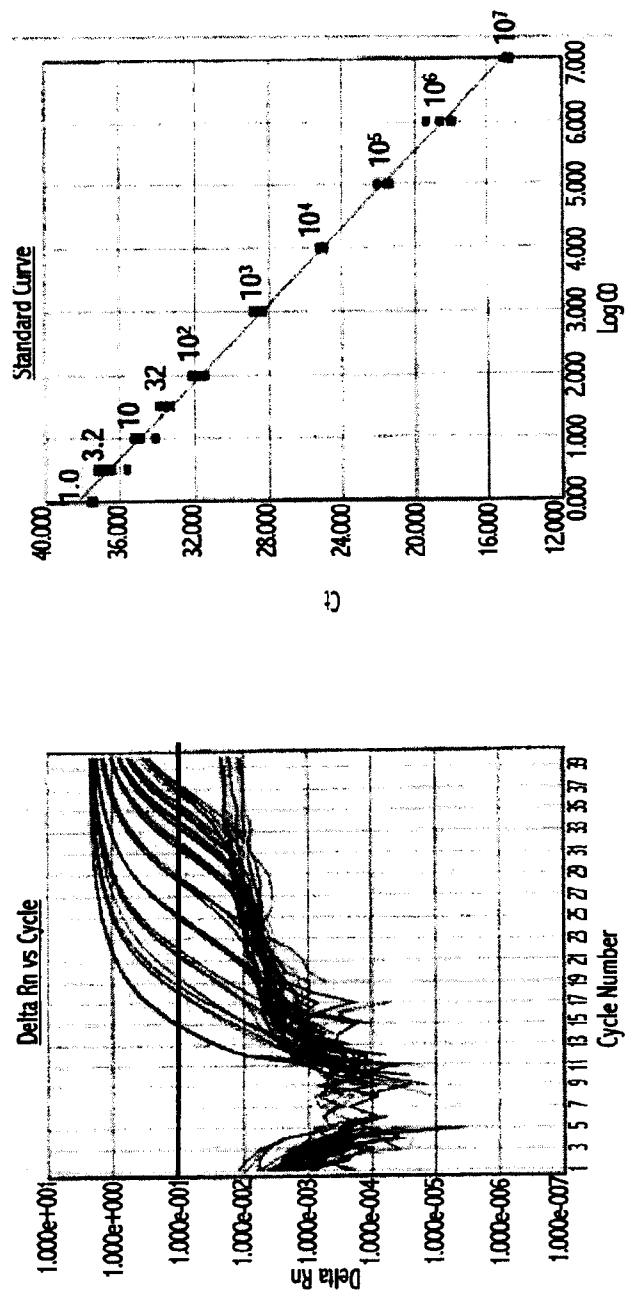 Delta Rn vs Cycle
Delta Rn
1.000e+001
1.000e+000
1.000e-001
1.000e-002
1.000e-003
1.000e-004
1.000e-005
1.000e-006
1.000e-007
1 3 5 7 9 11 13 15 17 19 21 23 25 27 29 31 33 35 37 39
Cycle Number
Standard Curve
Ct
40.000
36.000
32.000
28.000
24.000
20.000
16.000
12.000
1.0
3.2
10
32
10²
10³
10⁴
10⁵
10⁶
10⁷
0.000 1.000 2.000 3.000 4.000 5.000 6.000 7.000
Log CO